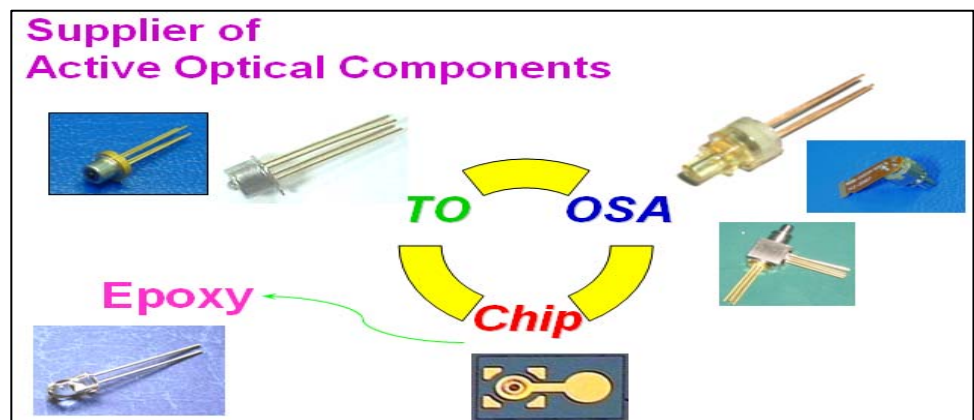 Supplier of
Active Optical Components
TO
OSA
Epoxy
Chip